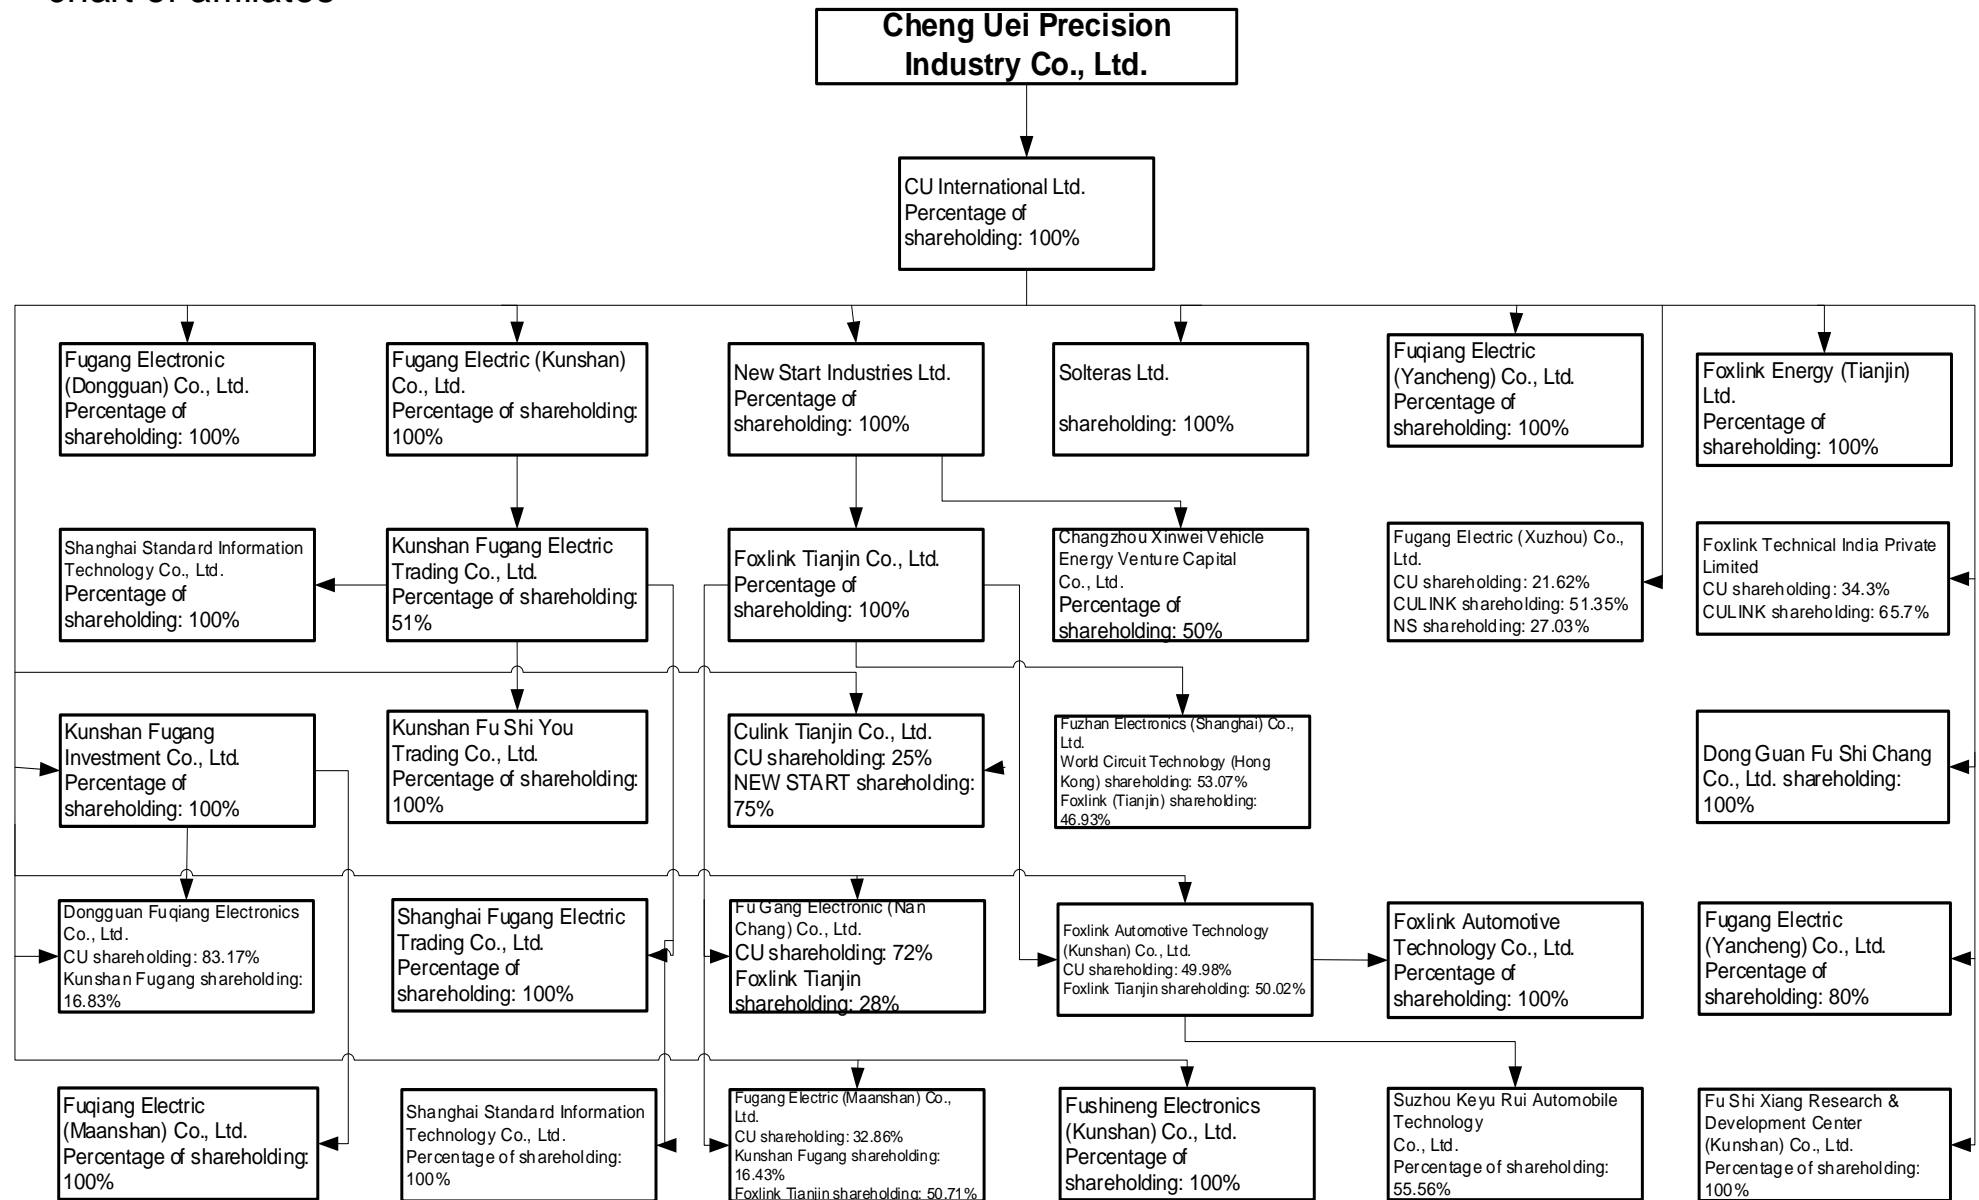 chart of affiliates
Cheng Uei Precision
Industry Co., Ltd.
CU International Ltd.
Percentage of
shareholding: 100%
Fugang Electronic
(Dongguan) Co., Ltd.
Percentage of
shareholding: 100%
Fugang Electric (Kunshan)
Co., Ltd.
Percentage of shareholding:
100%
New Start Industries Ltd.
Percentage of
shareholding: 100%
Solteras Ltd.
shareholding: 100%
Fuqiang Electric
(Yancheng) Co., Ltd.
Percentage of
shareholding: 100%
Foxlink Energy (Tianjin)
Ltd.
Percentage of
shareholding: 100%
Shanghai Standard Information
Technology Co., Ltd.
Percentage of
shareholding: 100%
Kunshan Fugang Electric
Trading Co., Ltd.
Percentage of shareholding:
51%
Foxlink Tianjin Co., Ltd.
Percentage of
shareholding: 100%
Changzhou Xinwei Vehicle
Energy Venture Capital
Co., Ltd.
Percentage of
shareholding: 50%
Fugang Electric (Xuzhou) Co.,
Ltd.
CU shareholding: 21.62%
CULINK shareholding: 51.35%
NS shareholding: 27.03%
Foxlink Technical India Private
Limited
CU shareholding: 34.3%
CULINK shareholding: 65.7%
Kunshan Fugang
Investment Co., Ltd.
Percentage of
shareholding: 100%
Kunshan Fu Shi You
Trading Co., Ltd.
Percentage of shareholding:
100%
Culink Tianjin Co., Ltd.
CU shareholding: 25%
NEW START shareholding:
75%
Fuzhan Electronics (Shanghai) Co.,
Ltd.
World Circuit Technology (Hong
Kong) shareholding: 53.07%
Foxlink (Tianjin) shareholding:
46.93%
Dong Guan Fu Shi Chang
Co., Ltd. shareholding:
100%
Dongguan Fuqiang Electronics
Co., Ltd.
CU shareholding: 83.17%
Kunshan Fugang shareholding:
16.83%
Shanghai Fugang Electric
Trading Co., Ltd.
Percentage of
shareholding: 100%
Fu Gang Electronic (Nan
Chang) Co., Ltd.
CU shareholding: 72%
Foxlink Tianjin
shareholding: 28%
Foxlink Automotive Technology
(Kunshan) Co., Ltd.
CU shareholding: 49.98%
Foxlink Tianjin shareholding: 50.02%
Foxlink Automotive
Technology Co., Ltd.
Percentage of
shareholding: 100%
Fugang Electric
(Yancheng) Co., Ltd.
Percentage of
shareholding: 80%
Fuqiang Electric
(Maanshan) Co., Ltd.
Percentage of shareholding:
100%
Shanghai Standard Information
Technology Co., Ltd.
Percentage of shareholding:
100%
Fugang Electric (Maanshan) Co.,
Ltd.
CU shareholding: 32.86%
Kunshan Fugang shareholding:
16.43%
Foxlink Tianjin shareholding: 50.71%
Fushineng Electronics
(Kunshan) Co., Ltd.
Percentage of
shareholding: 100%
Suzhou Keyu Rui Automobile
Technology
Co., Ltd.
Percentage of shareholding:
55.56%
Fu Shi Xiang Research &
Development Center
(Kunshan) Co., Ltd.
Percentage of shareholding:
100%